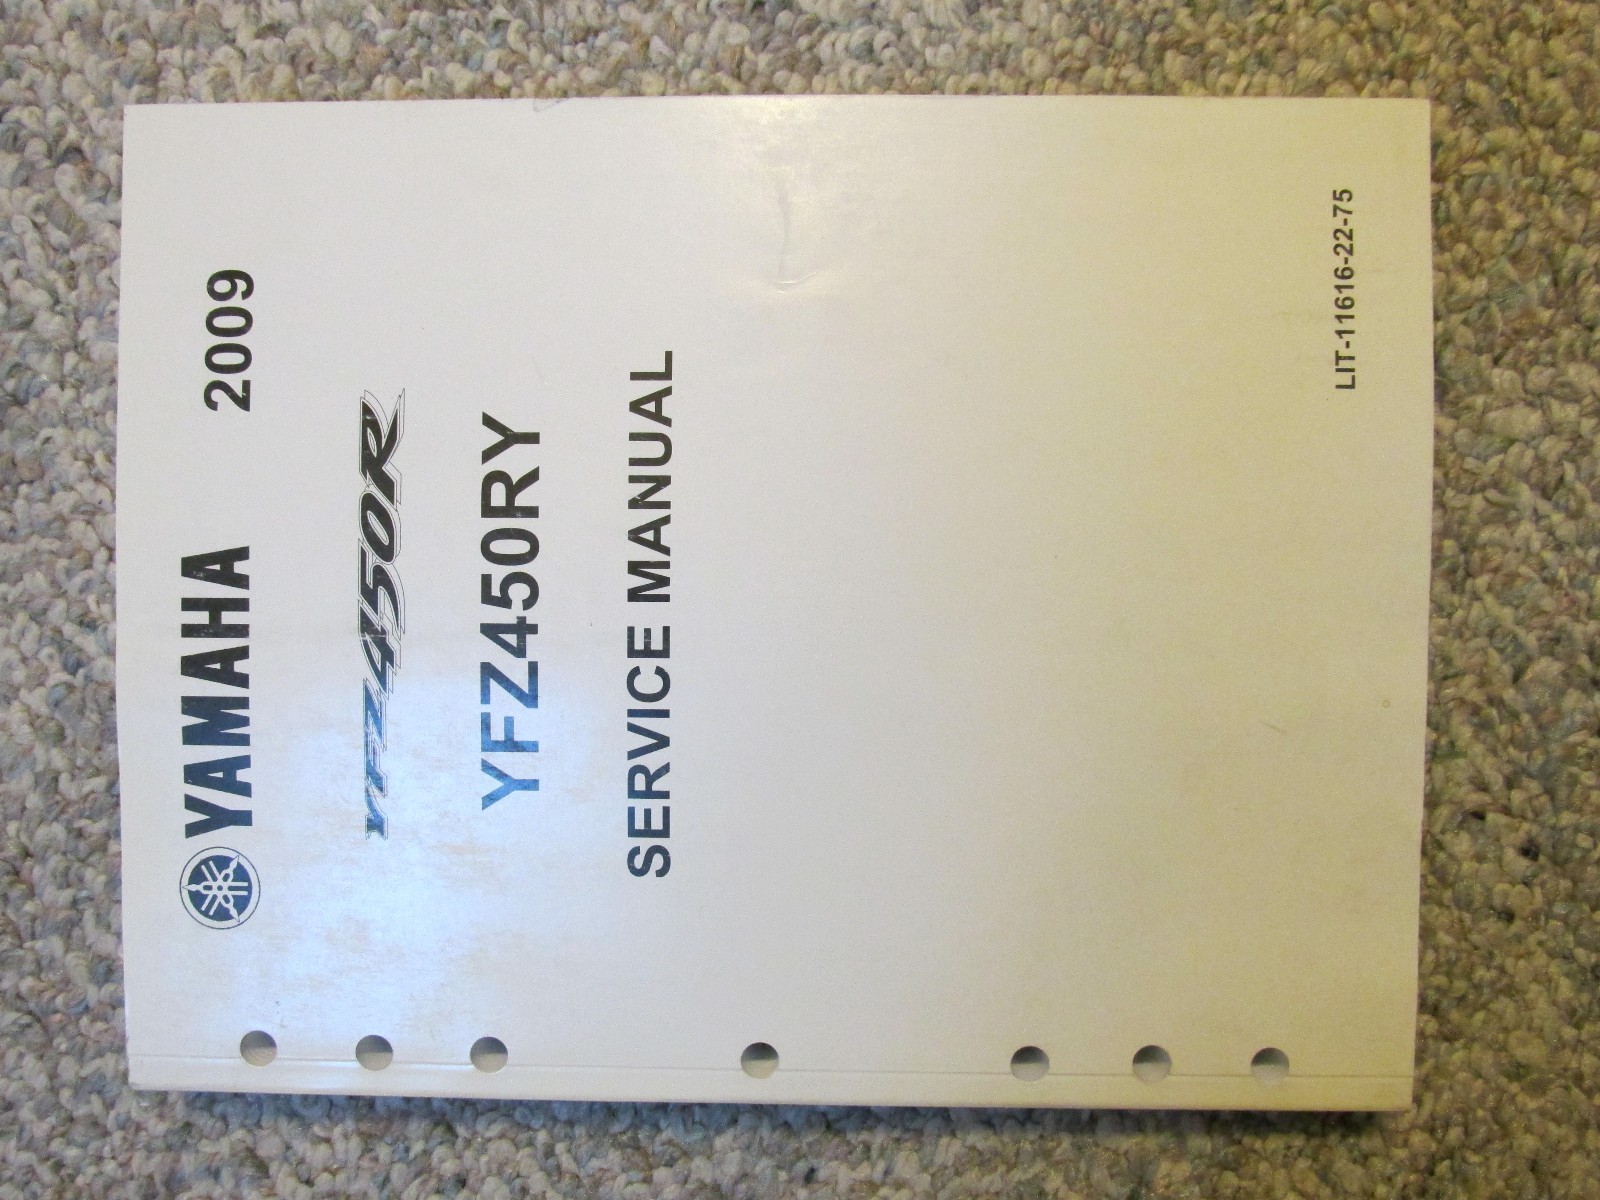 YAMAHA 2009
YFZ450R
YFZ450RY
SERVICE MANUAL
LIT-11616-22-75